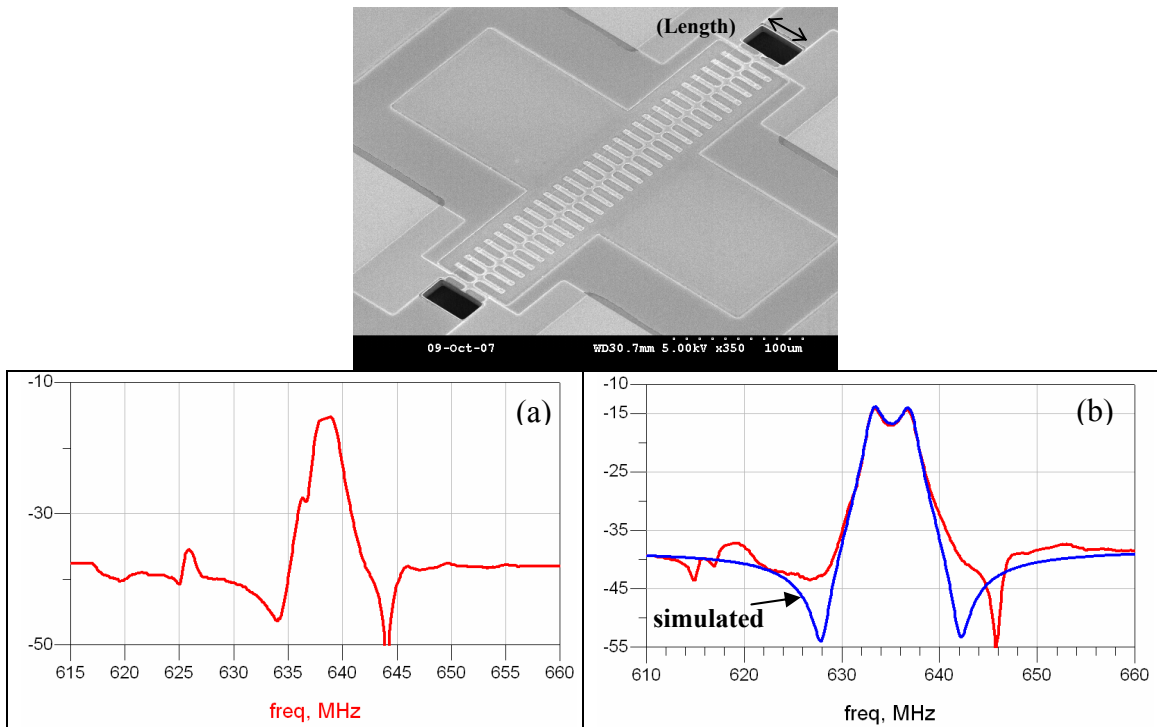 (Length)
09-Oct-07 WD30.7mm 5.00kV x350 100um
(a)
-10
-30
-50
615 620 625 630 635 640 645 650 655 660
freq, MHz
(b)
-10
-15
-25
-35
-45
-55
simulated
610 620 630 640 650 660
freq, MHz